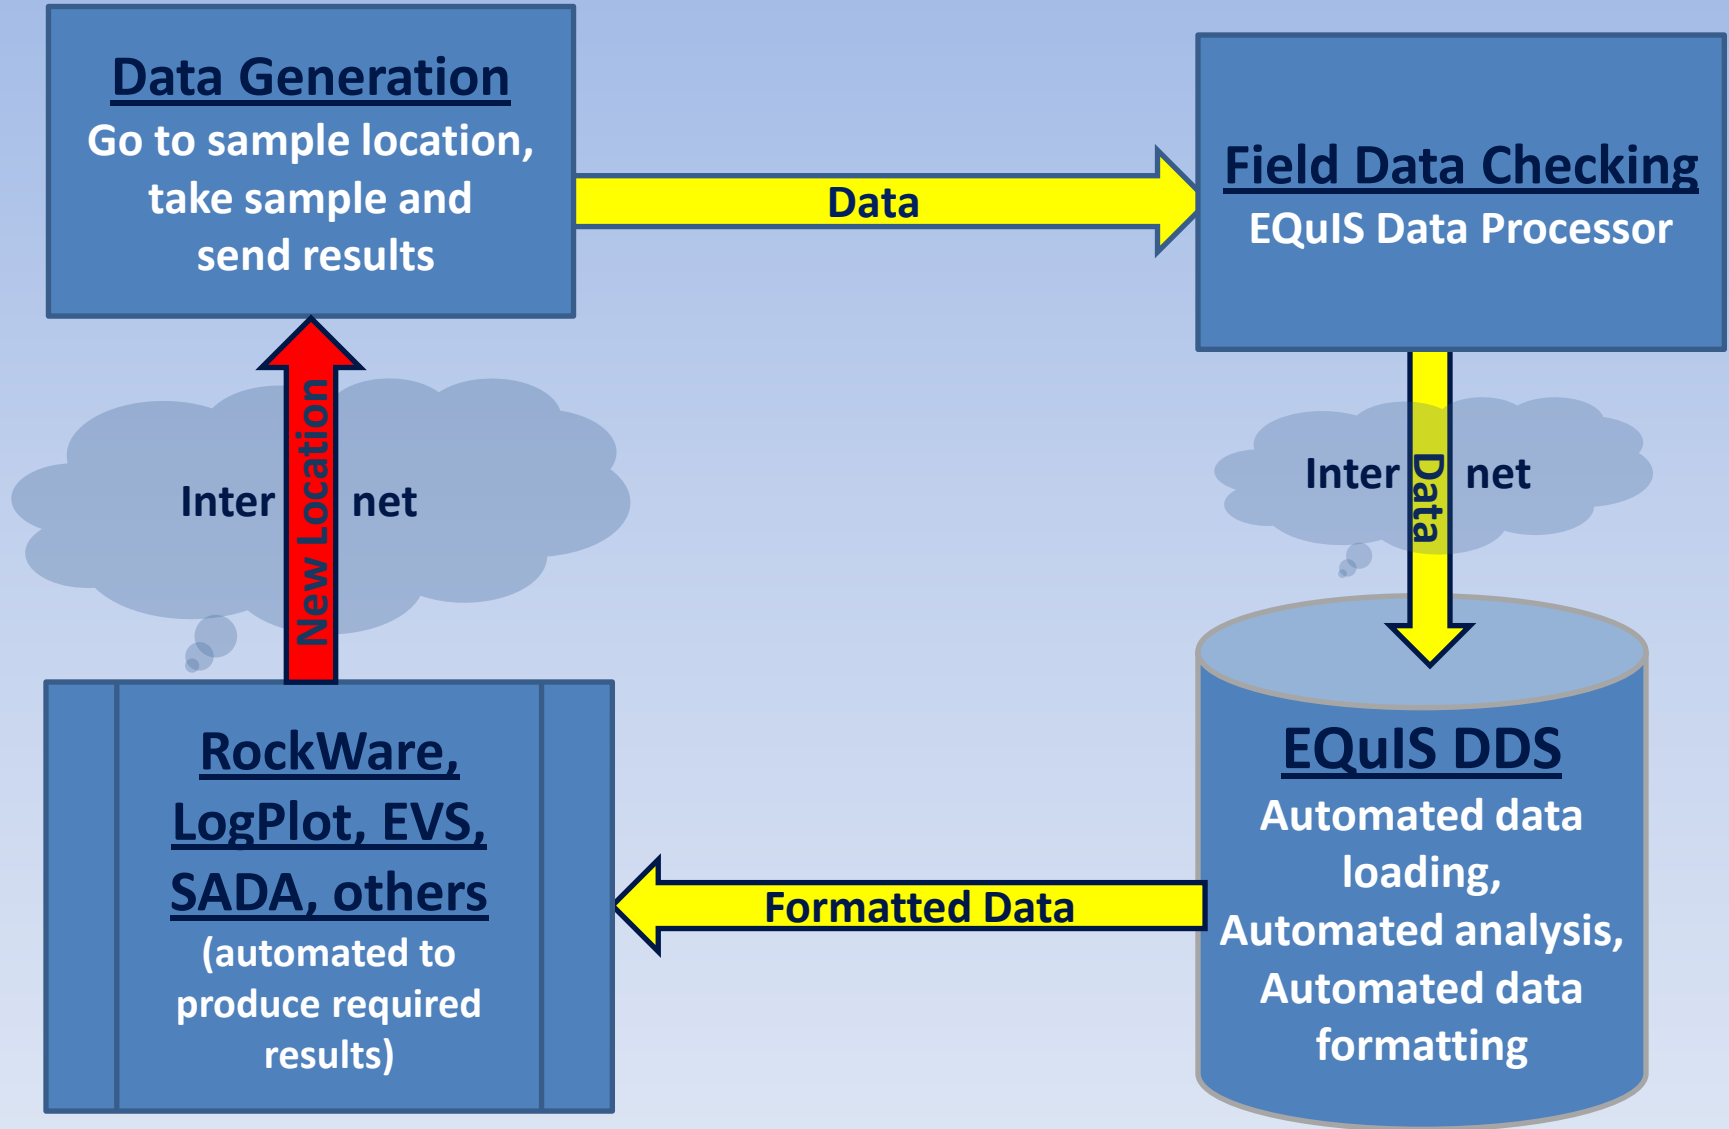 Data Generation
Go to sample location,
take sample and
send results
Data
Field Data Checking
EQuIS Data Processor
New Location
Inter net
Inter net
Data
RockWare,
LogPlot, EVS,
SADA, others
(automated to
produce required
results)
Formatted Data
EQuIS DDS
Automated data
loading,
Automated analysis,
Automated data
formatting